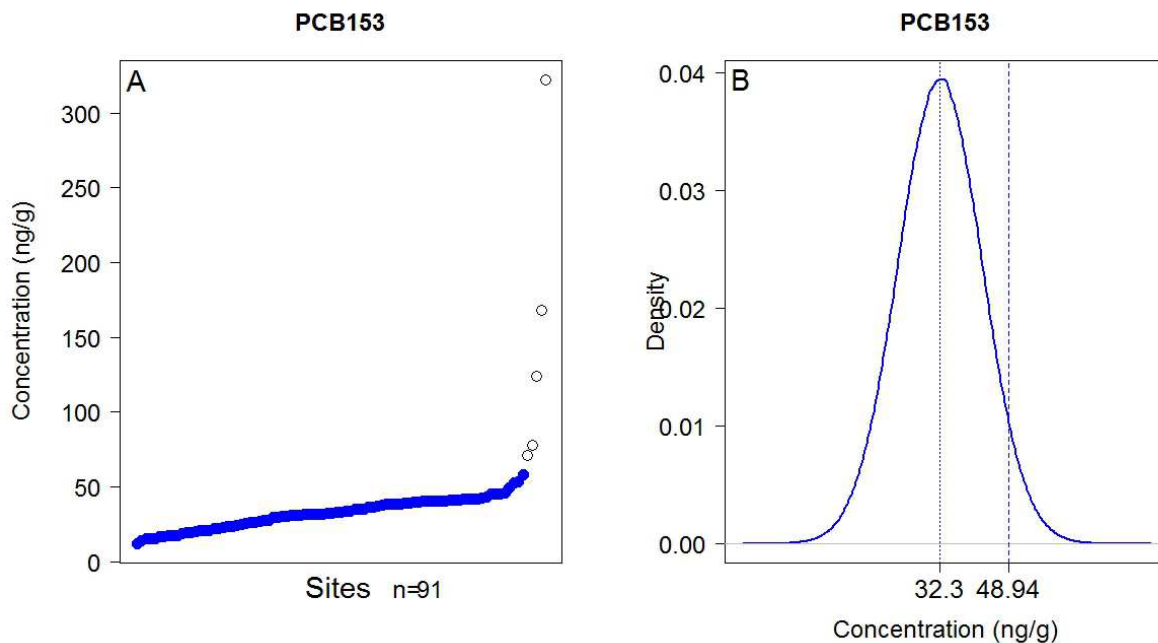 PCB153
A
300
250
200
150
100
50
0
Concentration (ng/g)
Sites n=91
PCB153
B
0.04
0.03
0.02
0.01
0.00
Density
32.3 48.94
Concentration (ng/g)